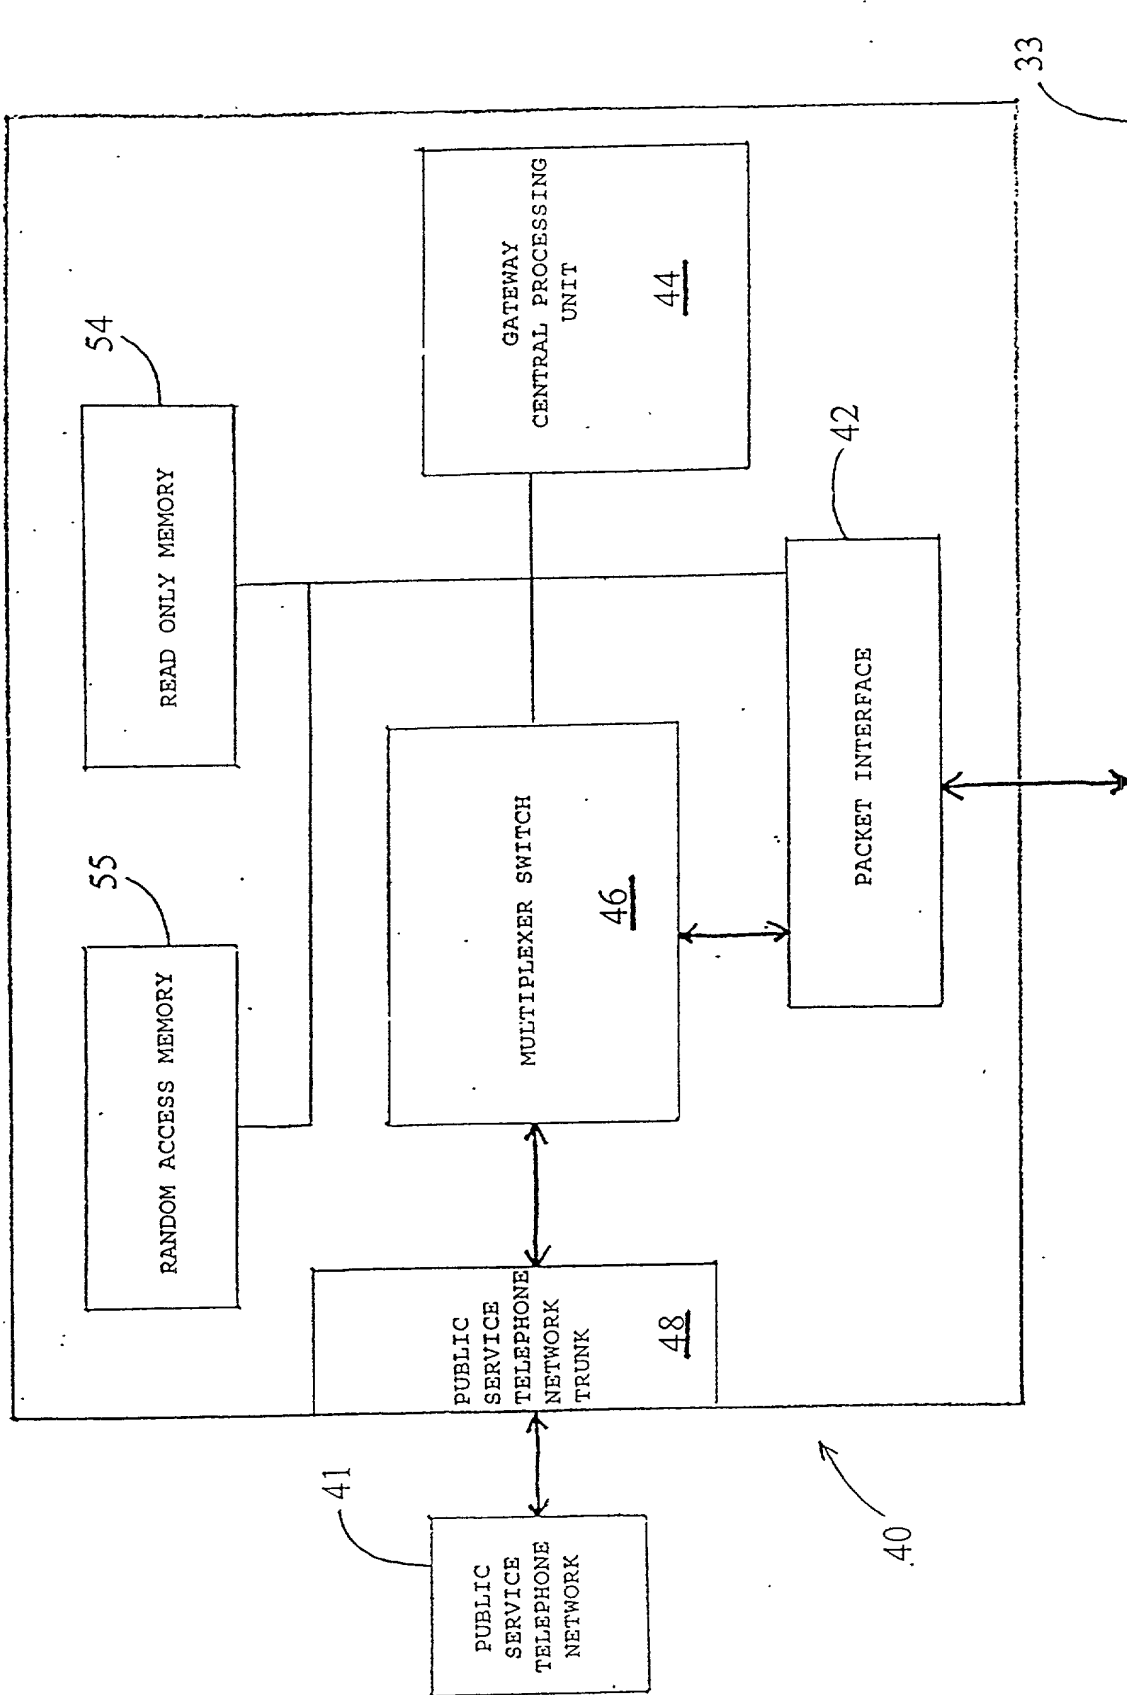 33
54
READ ONLY MEMORY
55
RANDOM ACCESS MEMORY
GATEWAY
CENTRAL PROCESSING
UNIT
44
MULTIPLEXER SWITCH
46
PUBLIC
SERVICE
TELEPHONE
NETWORK
TRUNK
48
42
PACKET INTERFACE
41
PUBLIC
SERVICE
TELEPHONE
NETWORK
40